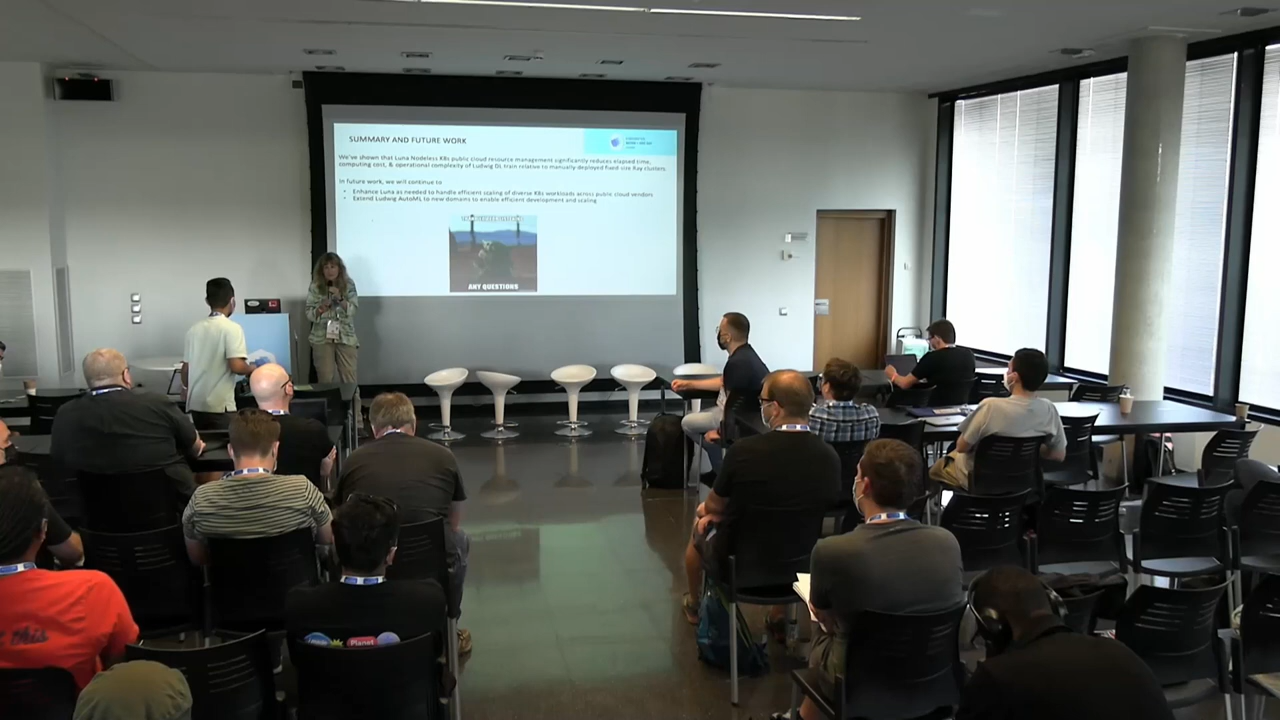 SUMMARY AND FUTURE WORK
We've shown that Luna Nodeless K8s public cloud resource management significantly reduces elapsed time,
computing cost, & operational complexity of Ludwig DL train relative to manually deployed fixed-size Ray clusters
In future work, we will continue to
• Enhance Luna as needed to handle efficient scaling of diverse K8s workloads across public cloud vendors
• Extend Ludwig AutoML to new domains to enable efficient development and scaling
ANY QUESTIONS
this
Planet